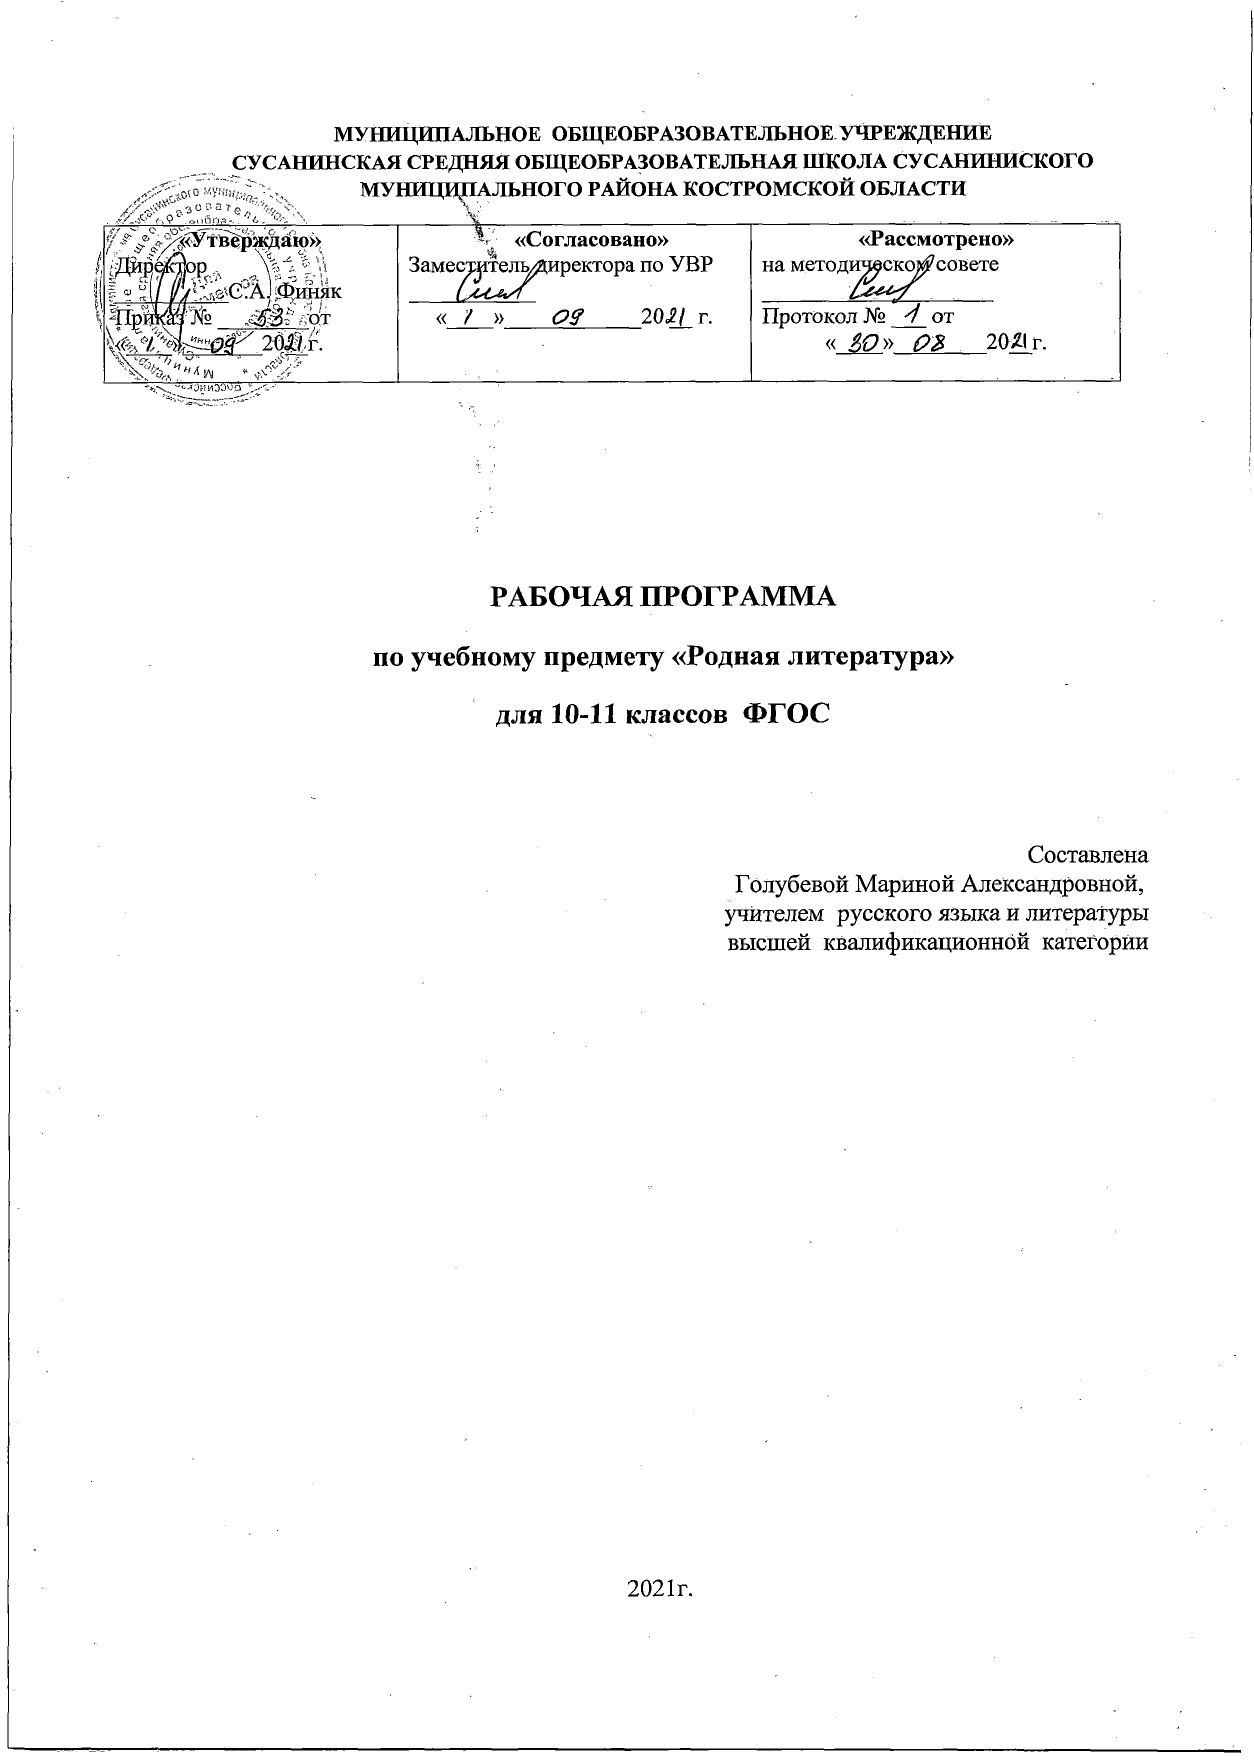 МУНИЦИПАЛЬНОЕ ОБЩЕОБРАЗОВАТЕЛЬНОЕ УЧРЕЖДЕНИЕ
СУСАНИНСКАЯ СРЕДНЯЯ ОБЩЕОБРАЗОВАТЕЛЬНАЯ ШКОЛА СУСАНИНИСКОГО
МУНИЦИПАЛЬНОГО РАЙОНА КОСТРОМСКОЙ ОБЛАСТИ
«Утверждаю»
Директор
С.А. Финяк
Приказ № 53 от
« 1 » 09 2021 г.
«Согласовано»
Заместитель директора по УВР
« 1 » 09 2021 г.
«Рассмотрено»
на методическом совете
Протокол № 1 от
« 30 » 08 2021 г.
РАБОЧАЯ ПРОГРАММА
по учебному предмету «Родная литература»
для 10-11 классов ФГОС
Составлена
Голубевой Мариной Александровной,
учителем русского языка и литературы
высшей квалификационной категории
2021г.